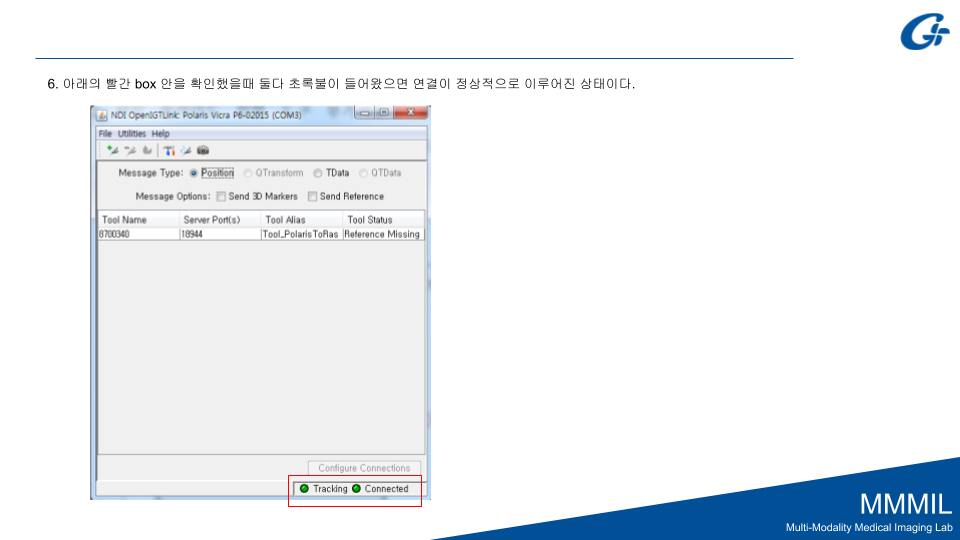 6. 아래의 빨간 box 안을 확인했을때 둘다 초록불이 들어왔으면 연결이 정상적으로 이루어진 상태이다.
NDI OpenIGTLink: Polaris Vicra P6-02015 (COM3)
File Utilities Help
Message Type: Position QTransform TData QTData
Message Options: Send 3D Markers Send Reference
Tool Name Server Port(s) Tool Alias Tool Status
8700340 18944 Tool_PolarisToRas Reference Missing
Configure Connections
Tracking Connected
MMMIL
Multi-Modality Medical Imaging Lab